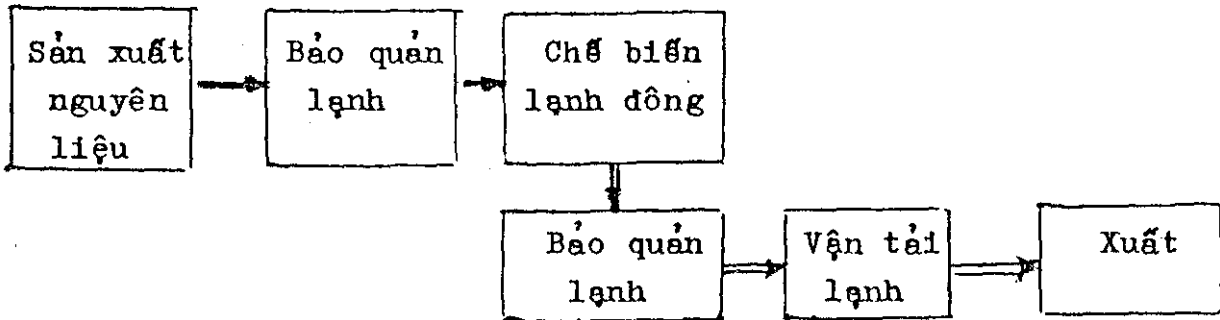 Sản xuất
nguyên
liệu
Bảo quản
lạnh
Chế biến
lạnh đông
Bảo quản
lạnh
Vận tải
lạnh
Xuất